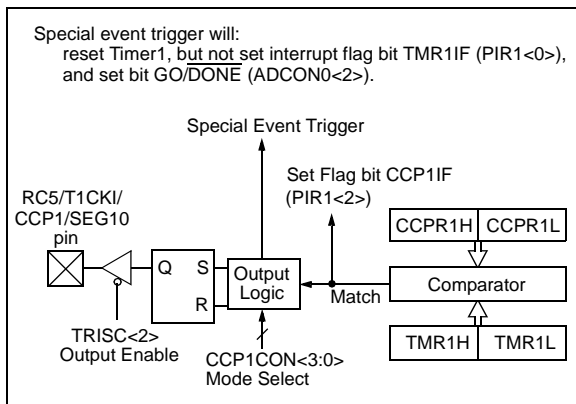 Special event trigger will:
reset Timer1, but not set interrupt flag bit TMR1IF (PIR1<0>),
and set bit GO/DONE (ADCON0<2>).
Special Event Trigger
Set Flag bit CCP1IF
(PIR1<2>)
RC5/T1CKI/
CCP1/SEG10
pin
CCPR1H CCPR1L
Q S
R
Output
Logic
Match
Comparator
TRISC<2>
Output Enable
CCP1CON<3:0>
Mode Select
TMR1H TMR1L